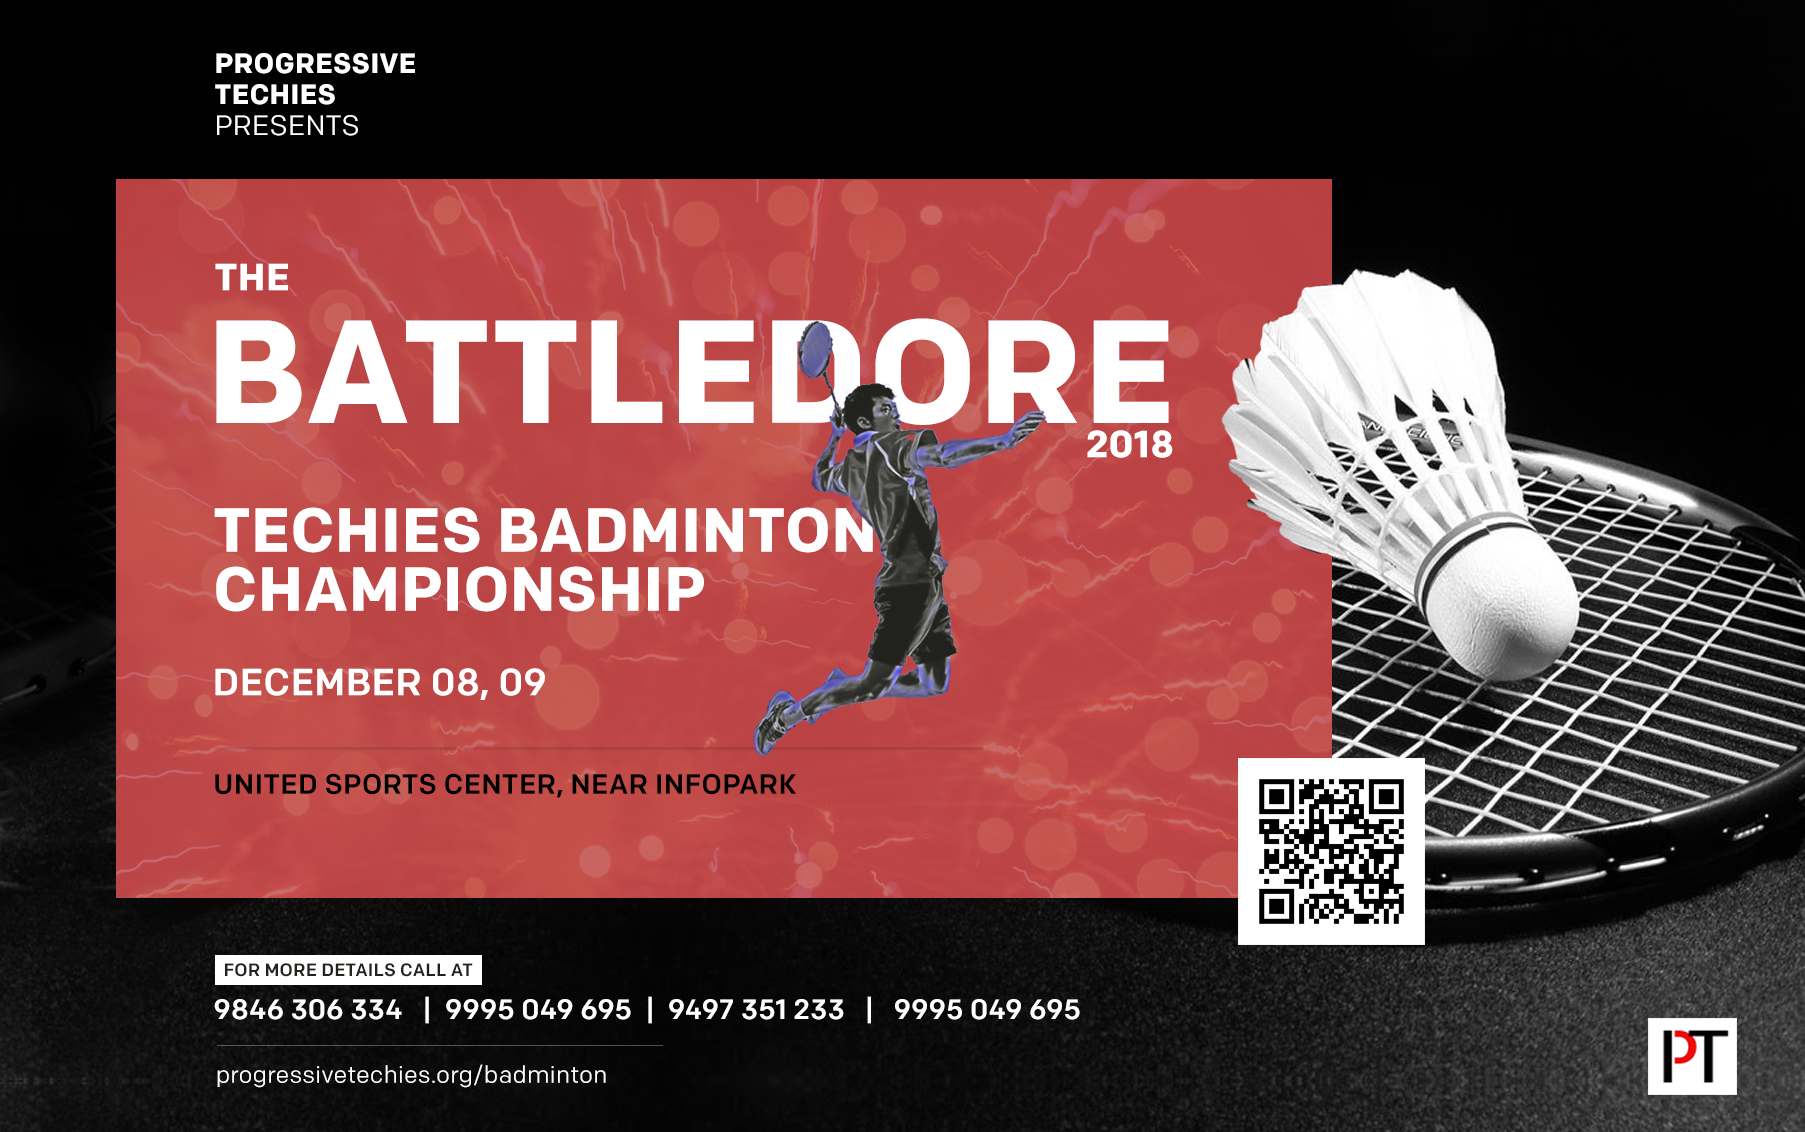 PROGRESSIVE
TECHIES
PRESENTS
THE
BATTLEDORE
2018
TECHIES BADMINTON
CHAMPIONSHIP
DECEMBER 08, 09
UNITED SPORTS CENTER, NEAR INFOPARK
FOR MORE DETAILS CALL AT
9846 306 334 | 9995 049 695 | 9497 351 233 | 9995 049 695
progressivetechies.org/badminton
PT